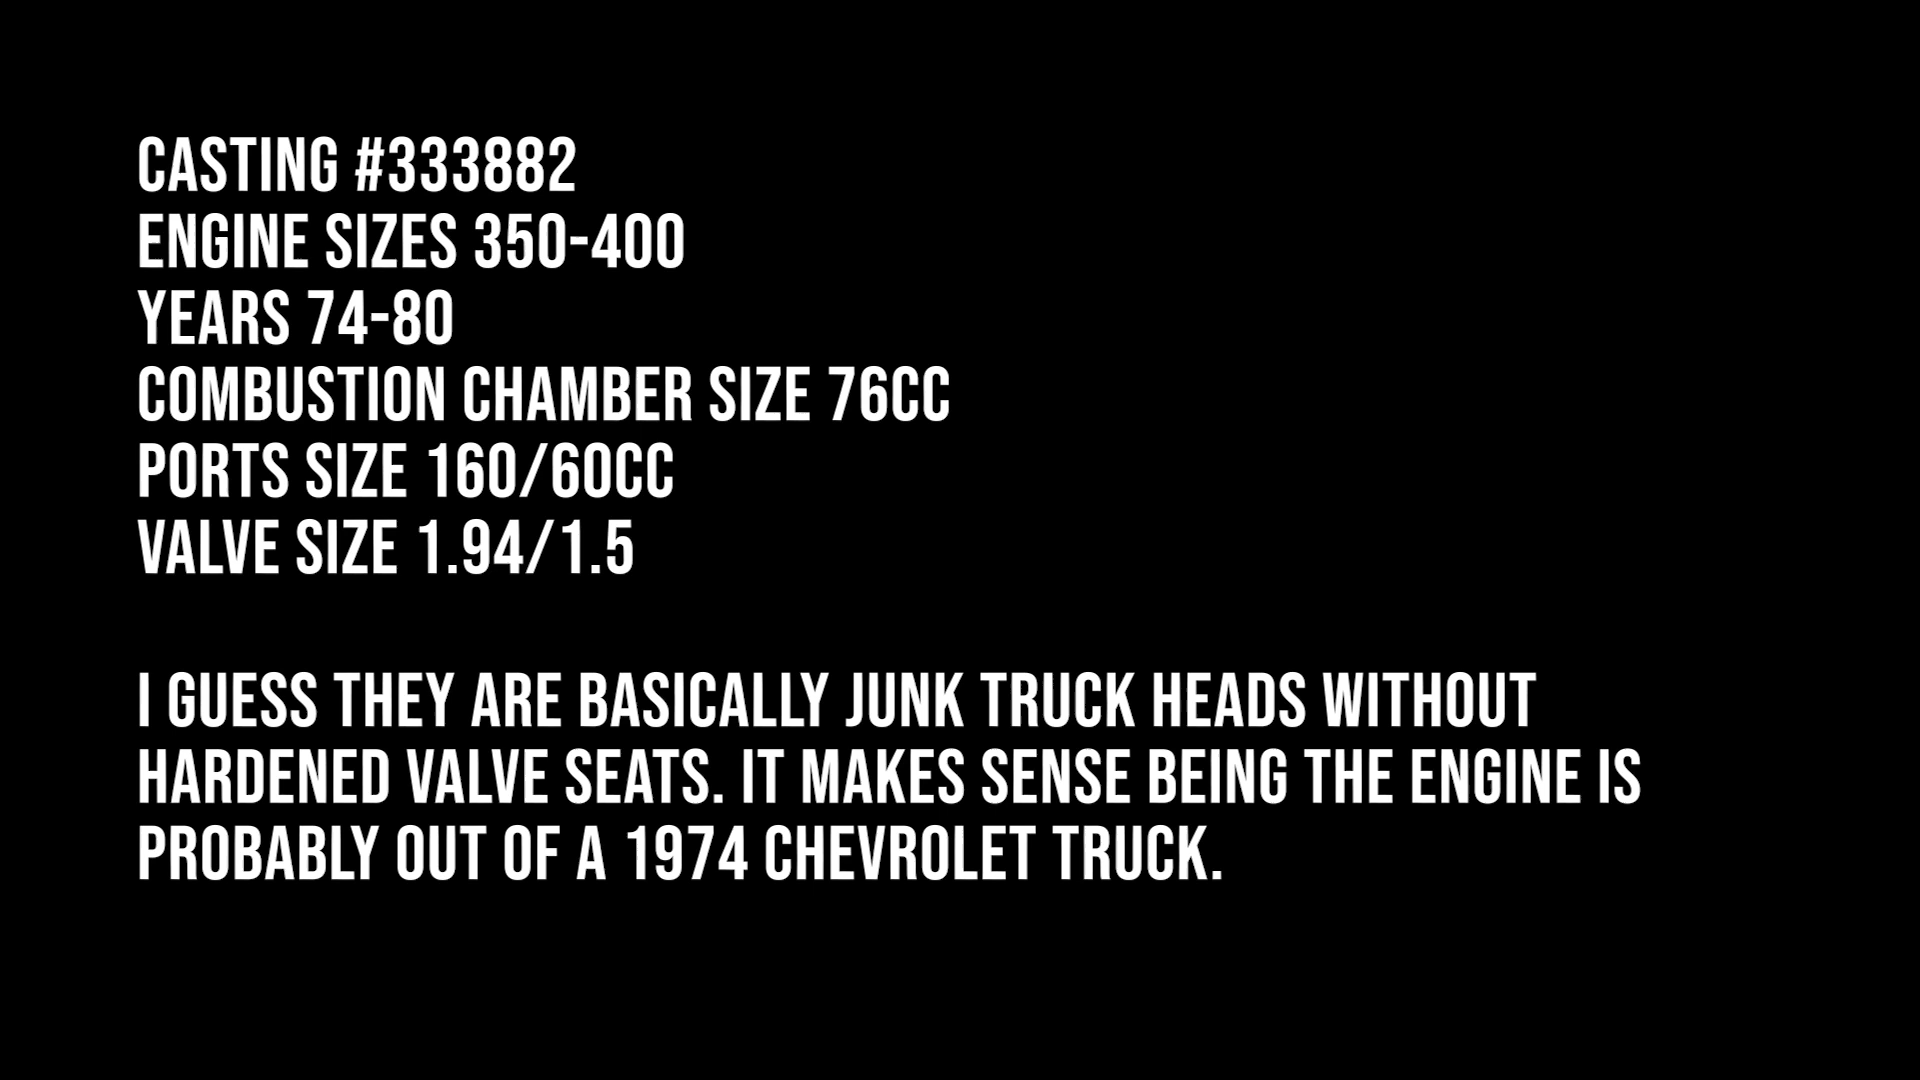 CASTING #333882
ENGINE SIZES 350-400
YEARS 74-80
COMBUSTION CHAMBER SIZE 76CC
PORTS SIZE 160/60CC
VALVE SIZE 1.94/1.5
I GUESS THEY ARE BASICALLY JUNK TRUCK HEADS WITHOUT
HARDENED VALVE SEATS. IT MAKES SENSE BEING THE ENGINE IS
PROBABLY OUT OF A 1974 CHEVROLET TRUCK.